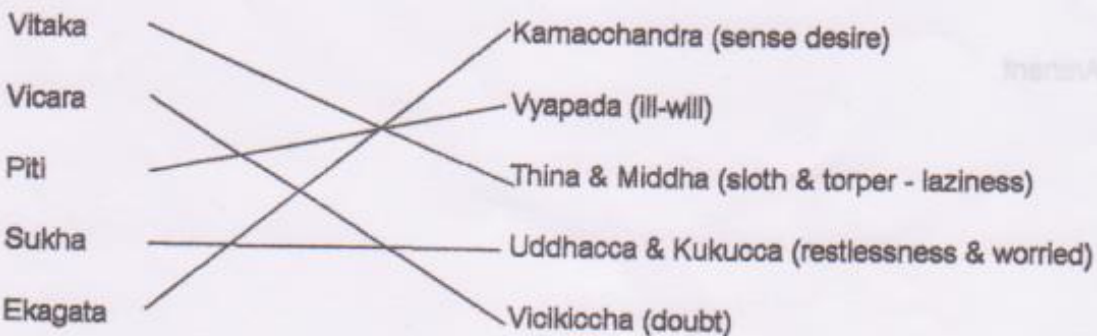 Vitaka
Kamacchandra (sense desire)
Vicara
Vyapada (ill-will)
Piti
Thina & Middha (sloth & torper - laziness)
Sukha
Uddhacca & Kukucca (restlessness & worried)
Ekagata
Vicikiccha (doubt)